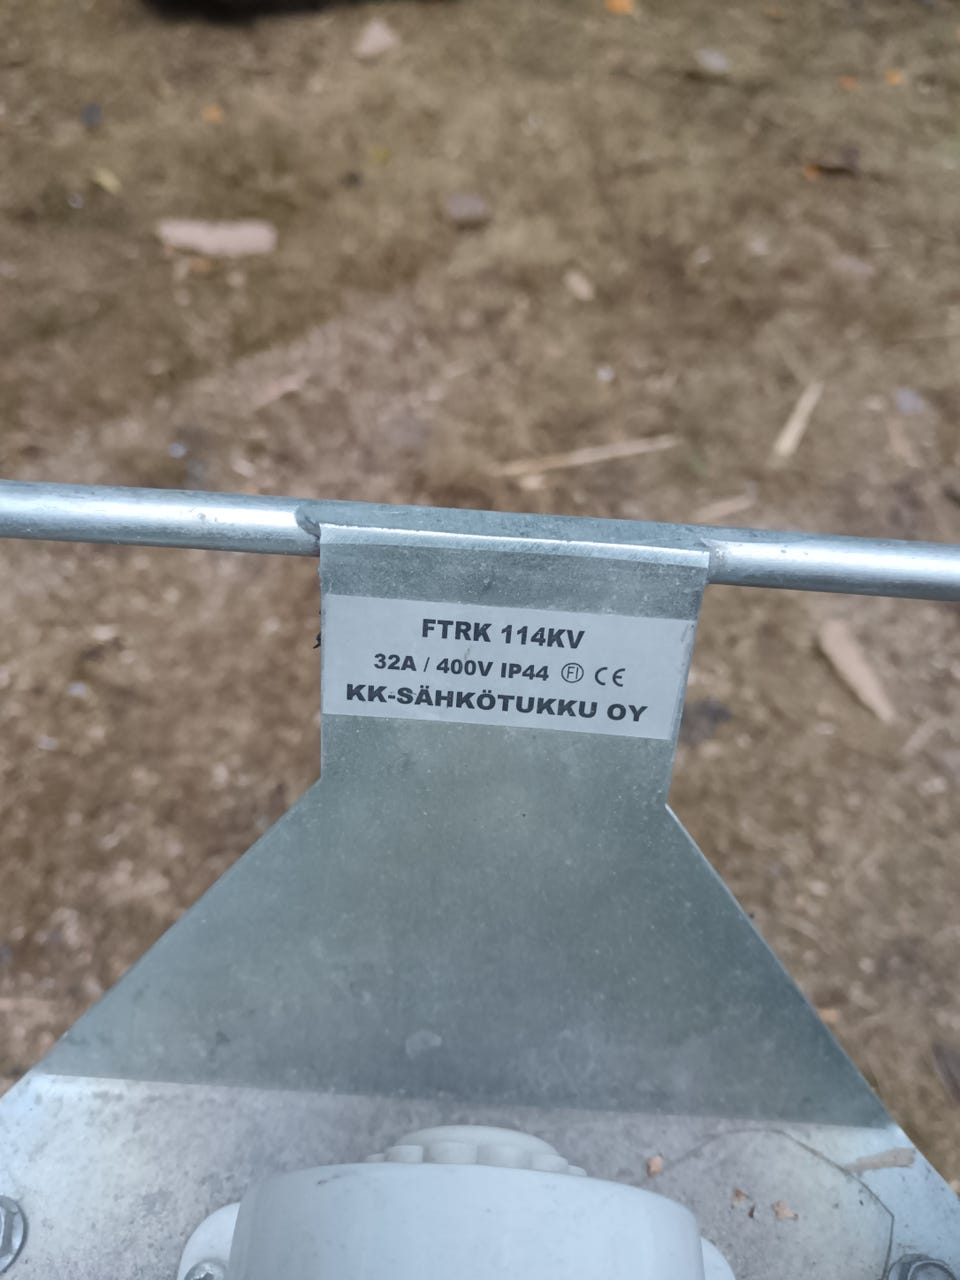 FTRK 114KV
32A / 400V IP44 FI CE
KK-SÄHKÖTUKKU OY